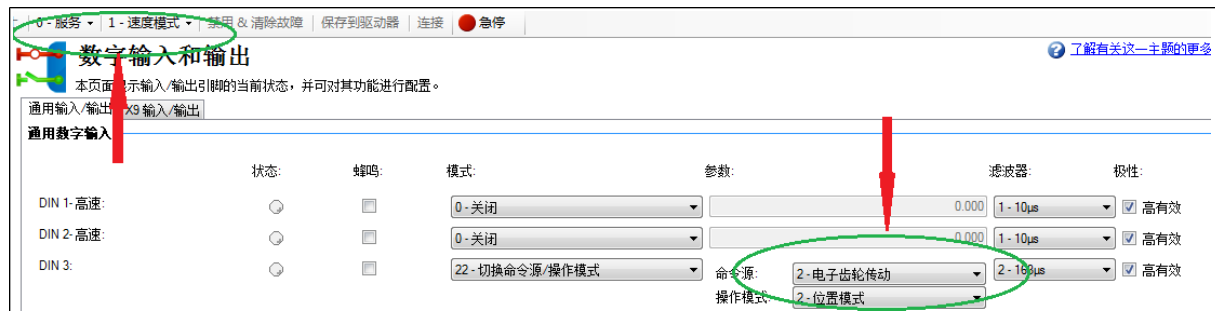 0 - 服务 1 - 速度模式 禁用 & 清除故障 保存到驱动器 连接 急停
数字输入和输出 了解有关这一主题的更多
本页面显示输入/输出引脚的当前状态，并可对其功能进行配置。
通用输入/输出 X9 输入/输出
通用数字输入
状态: 蜂鸣: 模式: 参数: 滤波器: 极性:
DIN 1-高速: 0 - 关闭 0.000 1 - 10µs 高有效
DIN 2-高速: 0 - 关闭 0.000 1 - 10µs 高有效
DIN 3: 22 - 切换命令源/操作模式 命令源: 2 - 电子齿轮传动 2 - 163µs 高有效
操作模式: 2 - 位置模式